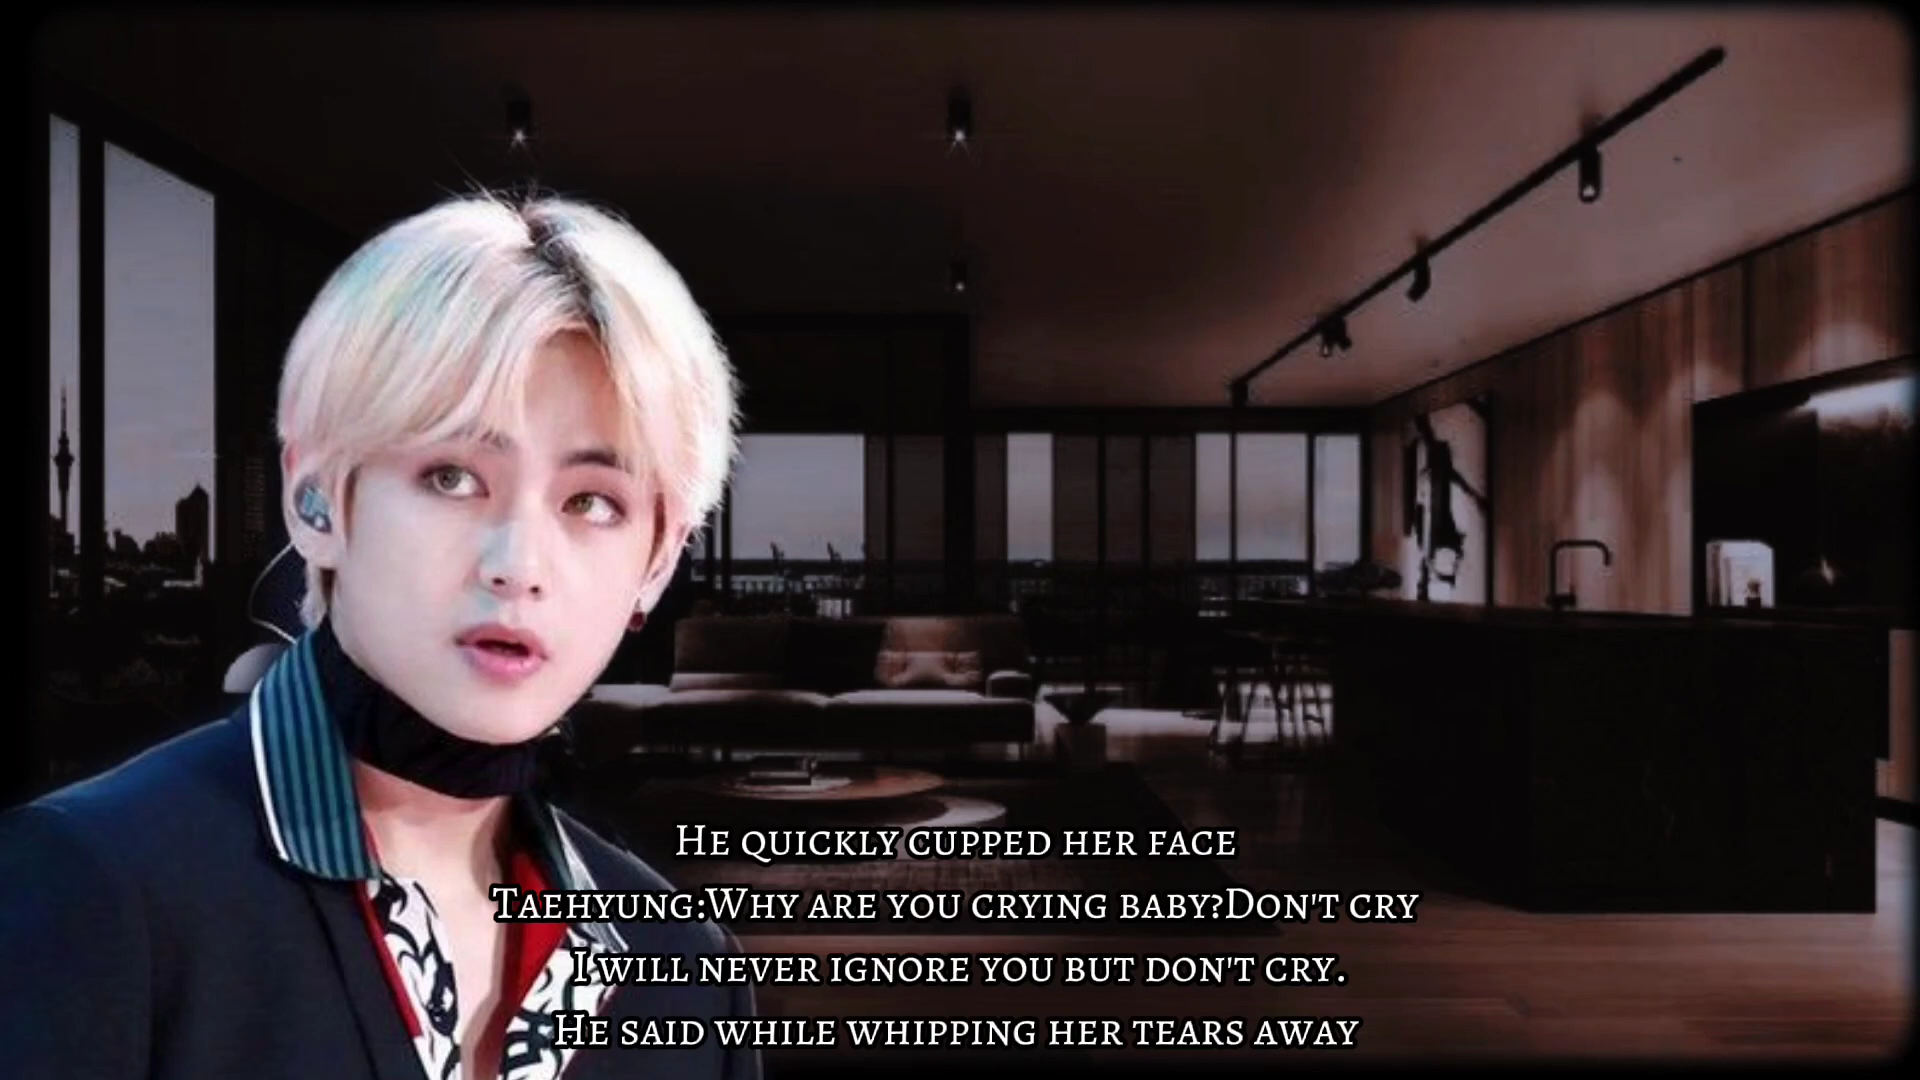 He quickly cupped her face
Taehyung:Why are you crying baby?Don't cry
I will never ignore you but don't cry.
He said while whipping her tears away